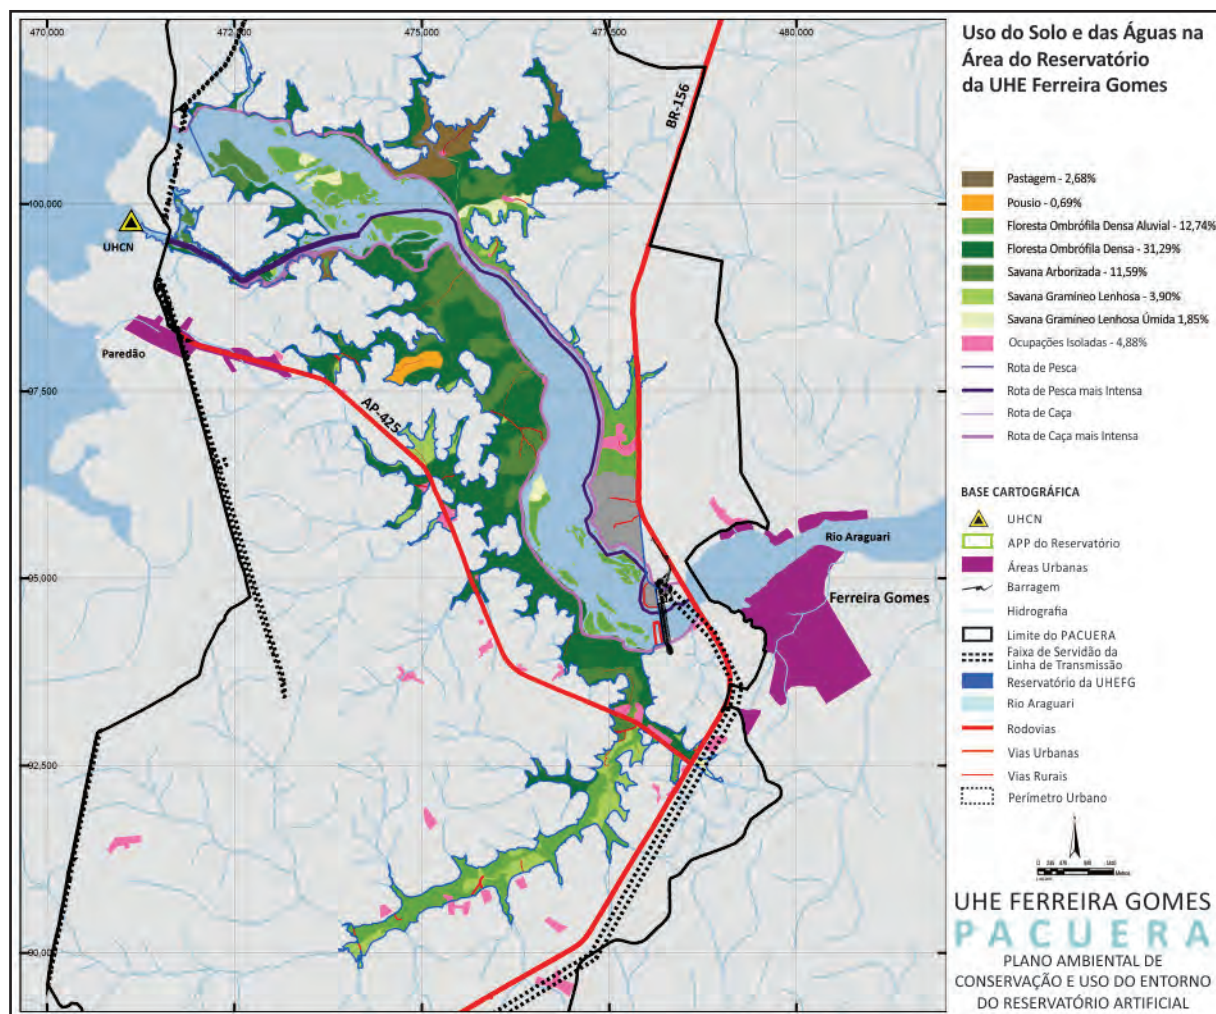 470,000
472,500
475,000
477,500
480,000
100,000
97,500
95,000
92,500
90,000
BR-156
UHCN
Paredão
AP-425
Rio Araguari
Ferreira Gomes
Uso do Solo e das Águas na
Área do Reservatório
da UHE Ferreira Gomes
Pastagem - 2,68%
Pousio - 0,69%
Floresta Ombrófila Densa Aluvial - 12,74%
Floresta Ombrófila Densa - 31,29%
Savana Arborizada - 11,59%
Savana Gramíneo Lenhosa - 3,90%
Savana Gramíneo Lenhosa Úmida 1,85%
Ocupações Isoladas - 4,88%
Rota de Pesca
Rota de Pesca mais Intensa
Rota de Caça
Rota de Caça mais Intensa
BASE CARTOGRÁFICA
UHCN
APP do Reservatório
Áreas Urbanas
Barragem
Hidrografia
Limite do PACUERA
Faixa de Servidão da
Linha de Transmissão
Reservatório da UHEFG
Rio Araguari
Rodovias
Vias Urbanas
Vias Rurais
Perímetro Urbano
UHE FERREIRA GOMES
PACUERA
PLANO AMBIENTAL DE
CONSERVAÇÃO E USO DO ENTORNO
DO RESERVATÓRIO ARTIFICIAL